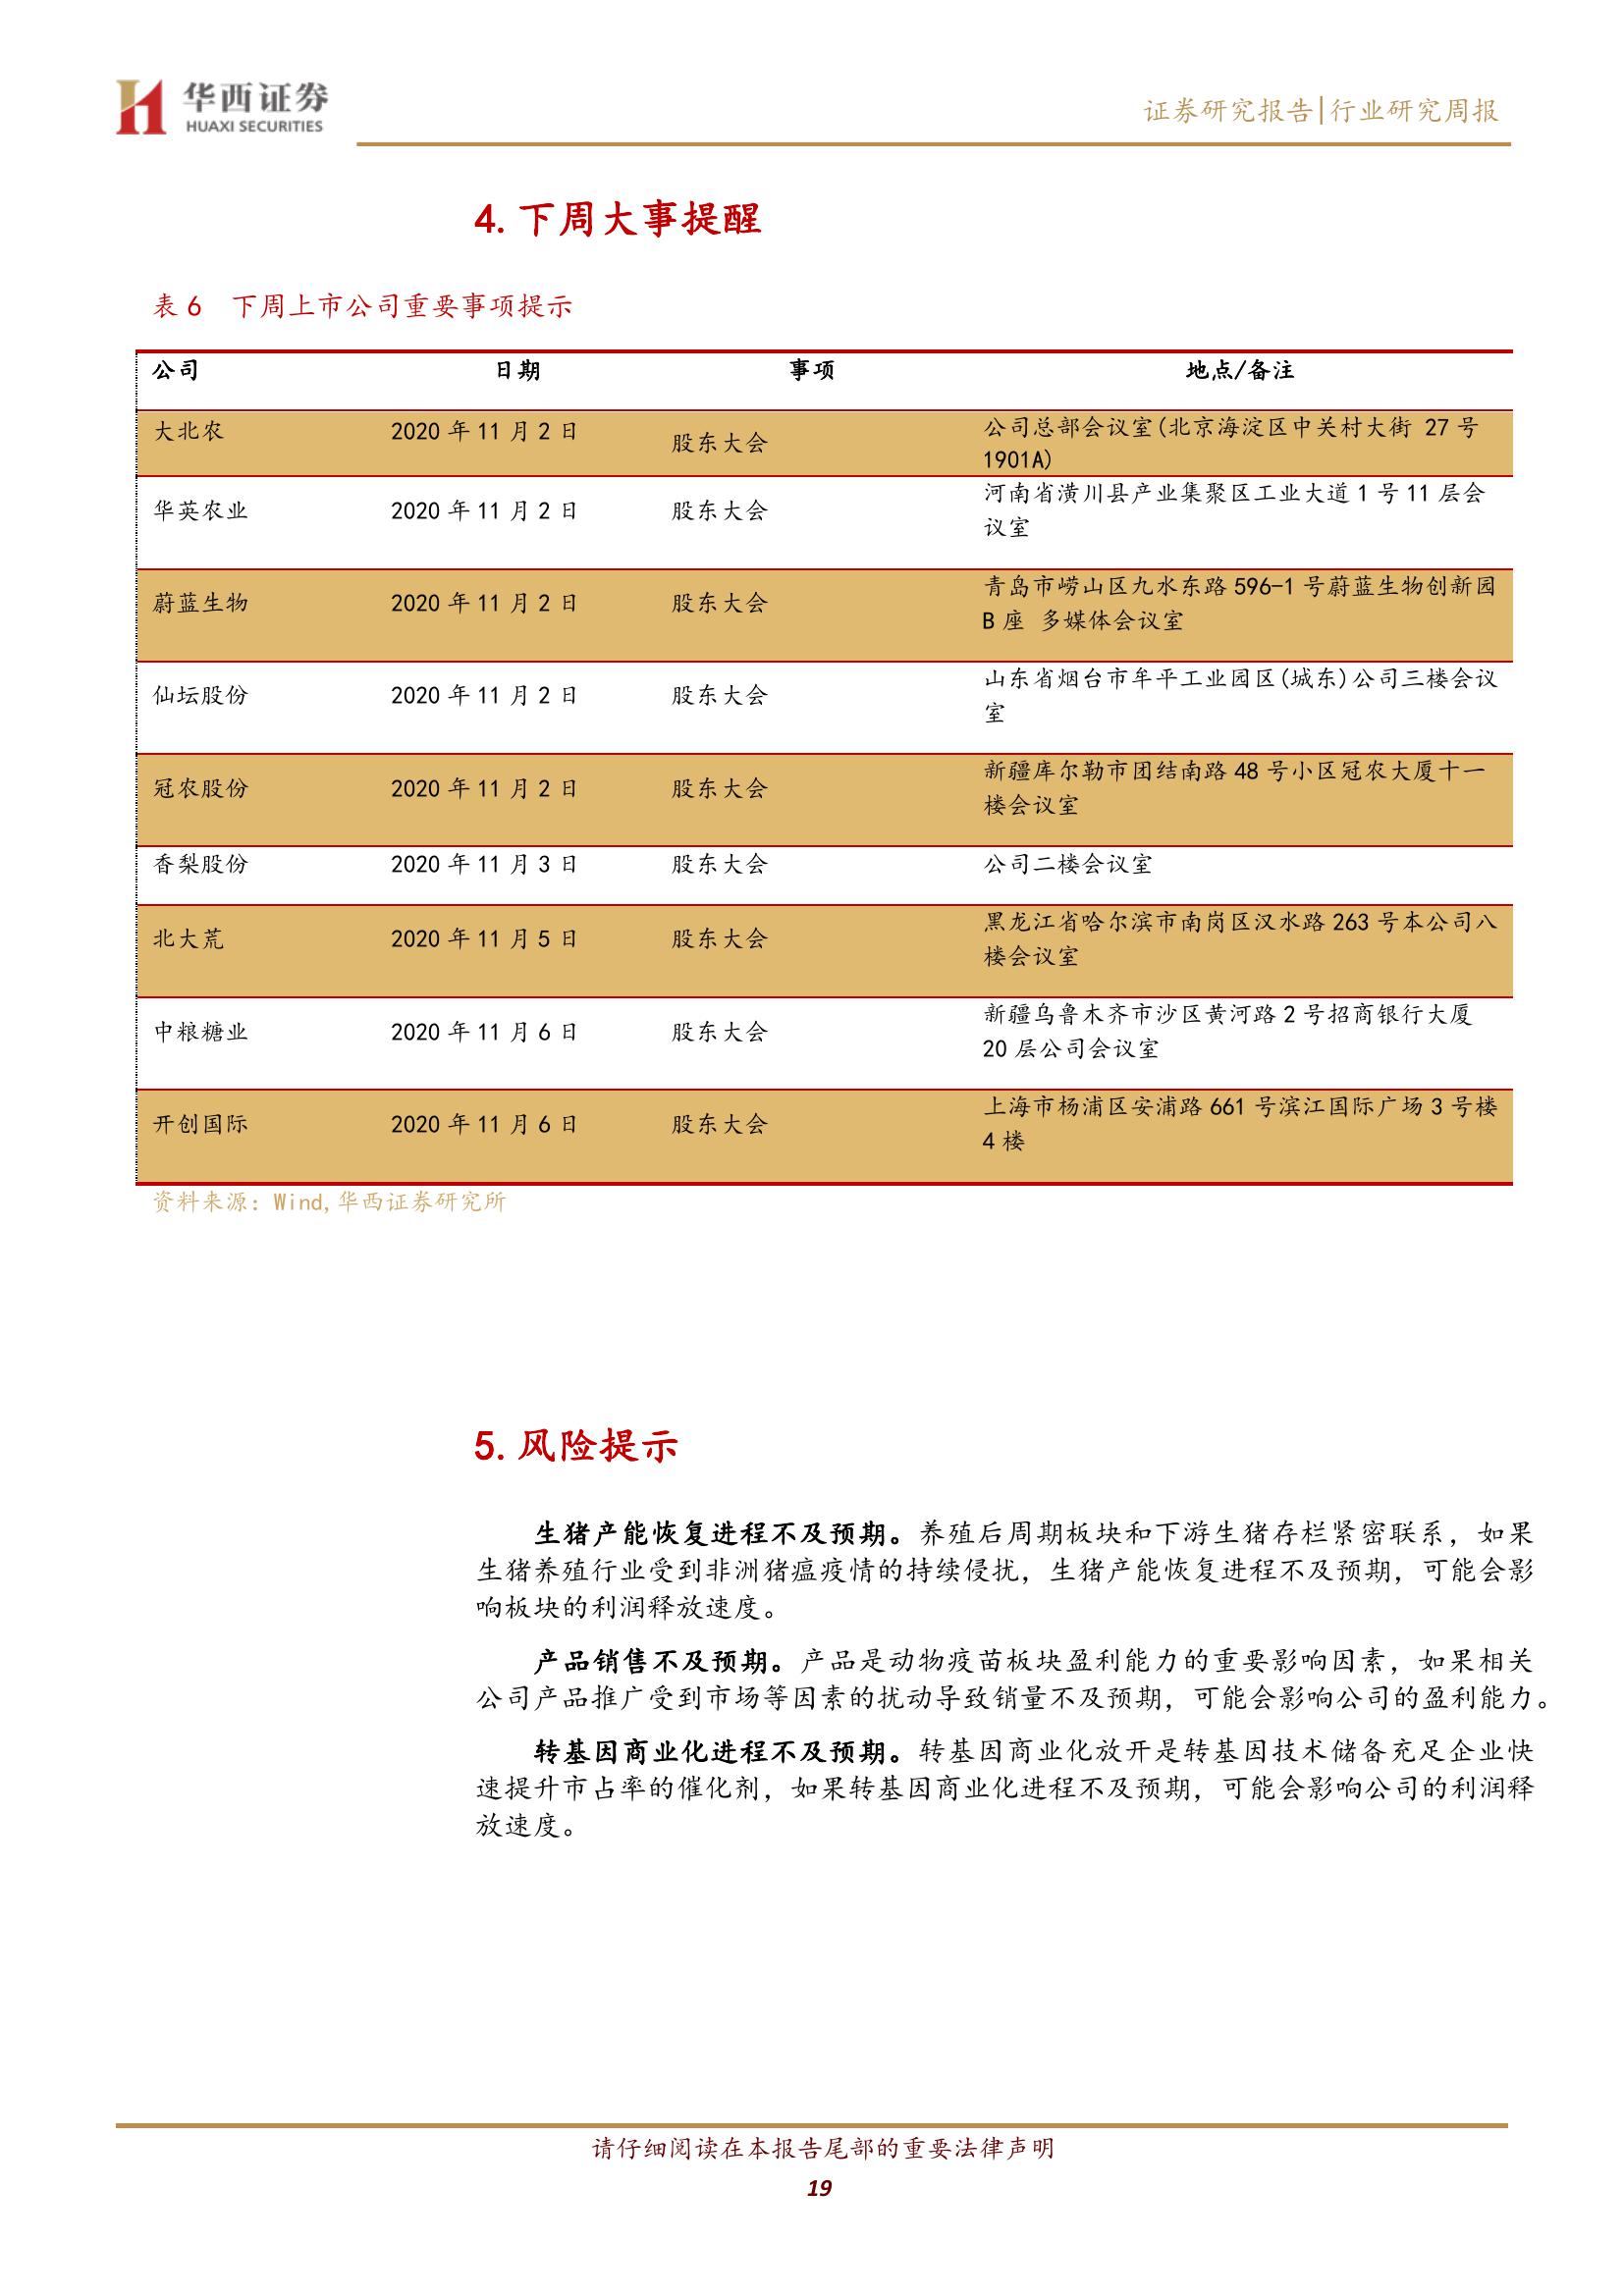 华西证券
HUAXI SECURITIES
证券研究报告|行业研究周报
4. 下周大事提醒
表 6 下周上市公司重要事项提示
公司 日期 事项 地点/备注
大北农 2020 年 11 月 2 日 股东大会 公司总部会议室(北京海淀区中关村大街 27 号
1901A)
华英农业 2020 年 11 月 2 日 股东大会 河南省潢川县产业集聚区工业大道 1 号 11 层会
议室
蔚蓝生物 2020 年 11 月 2 日 股东大会 青岛市崂山区九水东路 596-1 号蔚蓝生物创新园
B 座 多媒体会议室
仙坛股份 2020 年 11 月 2 日 股东大会 山东省烟台市牟平工业园区(城东)公司三楼会议
室
冠农股份 2020 年 11 月 2 日 股东大会 新疆库尔勒市团结南路 48 号小区冠农大厦十一
楼会议室
香梨股份 2020 年 11 月 3 日 股东大会 公司二楼会议室
北大荒 2020 年 11 月 5 日 股东大会 黑龙江省哈尔滨市南岗区汉水路 263 号本公司八
楼会议室
中粮糖业 2020 年 11 月 6 日 股东大会 新疆乌鲁木齐市沙区黄河路 2 号招商银行大厦
20 层公司会议室
开创国际 2020 年 11 月 6 日 股东大会 上海市杨浦区安浦路 661 号滨江国际广场 3 号楼
4 楼
资料来源：Wind,华西证券研究所
5. 风险提示
生猪产能恢复进程不及预期。养殖后周期板块和下游生猪存栏紧密联系，如果
生猪养殖行业受到非洲猪瘟疫情的持续侵扰，生猪产能恢复进程不及预期，可能会影
响板块的利润释放速度。
产品销售不及预期。产品是动物疫苗板块盈利能力的重要影响因素，如果相关
公司产品推广受到市场等因素的扰动导致销量不及预期，可能会影响公司的盈利能力。
转基因商业化进程不及预期。转基因商业化放开是转基因技术储备充足企业快
速提升市占率的催化剂，如果转基因商业化进程不及预期，可能会影响公司的利润释
放速度。
请仔细阅读在本报告尾部的重要法律声明
19